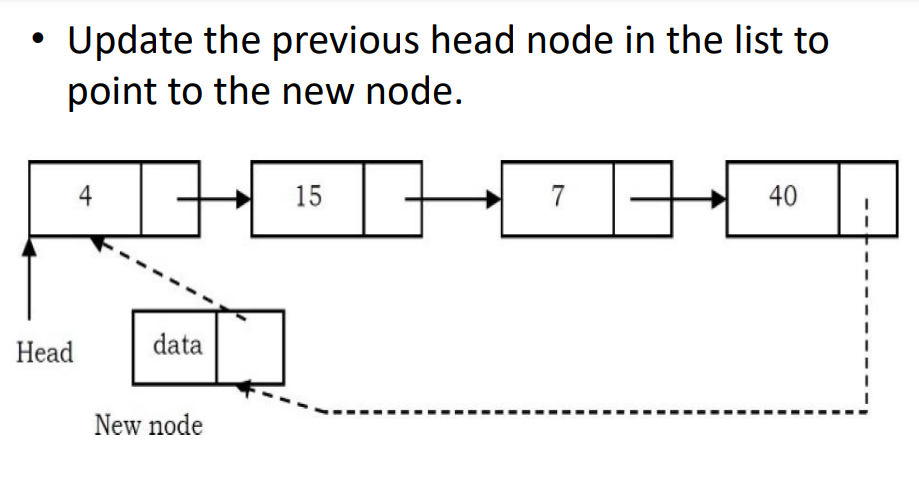 • Update the previous head node in the list to
point to the new node.
4 15 7 40
Head
data
New node